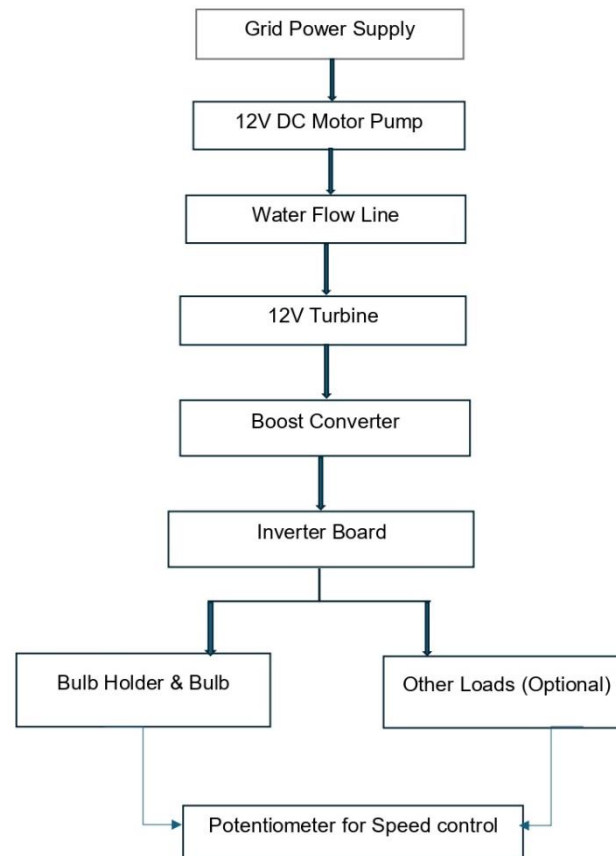 Grid Power Supply
12V DC Motor Pump
Water Flow Line
12V Turbine
Boost Converter
Inverter Board
Bulb Holder & Bulb
Other Loads (Optional)
Potentiometer for Speed control